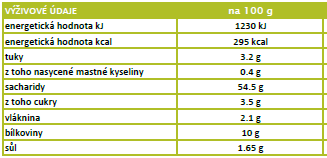 VÝŽIVOVÉ ÚDAJE na 100 g
energetická hodnota kJ 1230 kJ
energetická hodnota kcal 295 kcal
tuky 3.2 g
z toho nasycené mastné kyseliny 0.4 g
sacharidy 54.5 g
z toho cukry 3.5 g
vláknina 2.1 g
bílkoviny 10 g
sůl 1.65 g